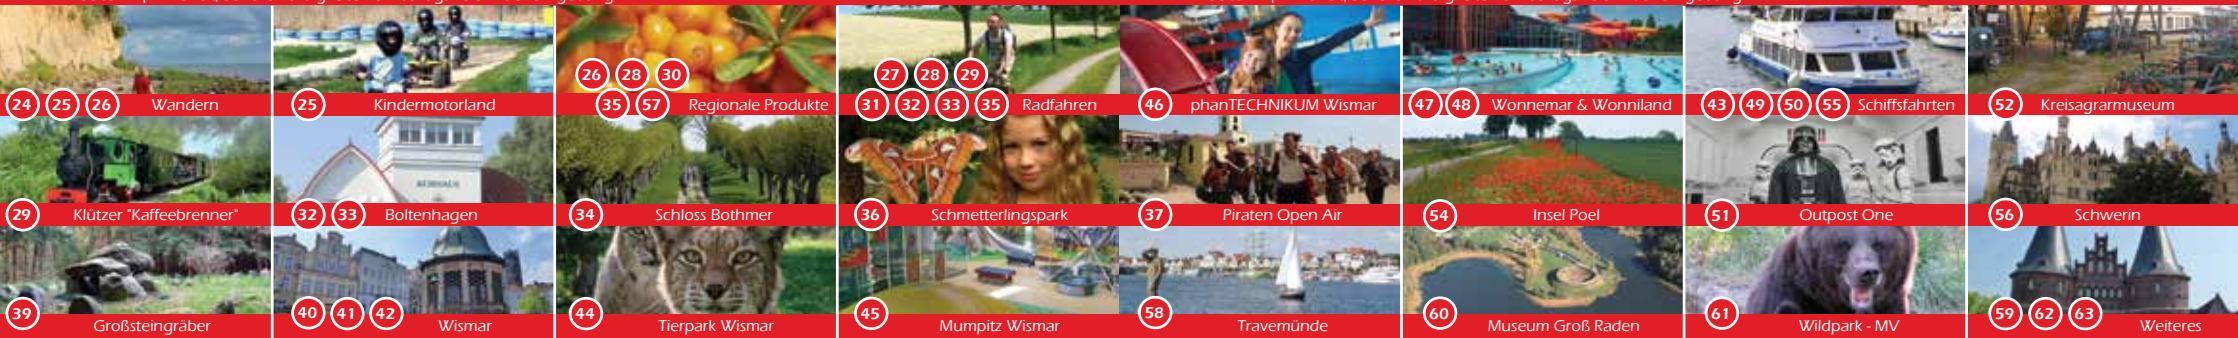 24 25 26 Wandern
25 Kindermotorland
26 28 30
35 57 Regionale Produkte
27 28 29
31 32 33 35 Radfahren
46 phanTECHNIKUM Wismar
47 48 Wonnemar & Wonniland
43 49 50 55 Schiffsfahrten
52 Kreisagrarmuseum
29 Klützer "Kaffeebrenner"
KURHAUS
32 33 Boltenhagen
34 Schloss Bothmer
36 Schmetterlingspark
37 Piraten Open Air
54 Insel Poel
51 Outpost One
56 Schwerin
39 Großsteingräber
40 41 42 Wismar
44 Tierpark Wismar
45 Mumpitz Wismar
58 Travemünde
60 Museum Groß Raden
61 Wildpark - MV
59 62 63 Weiteres